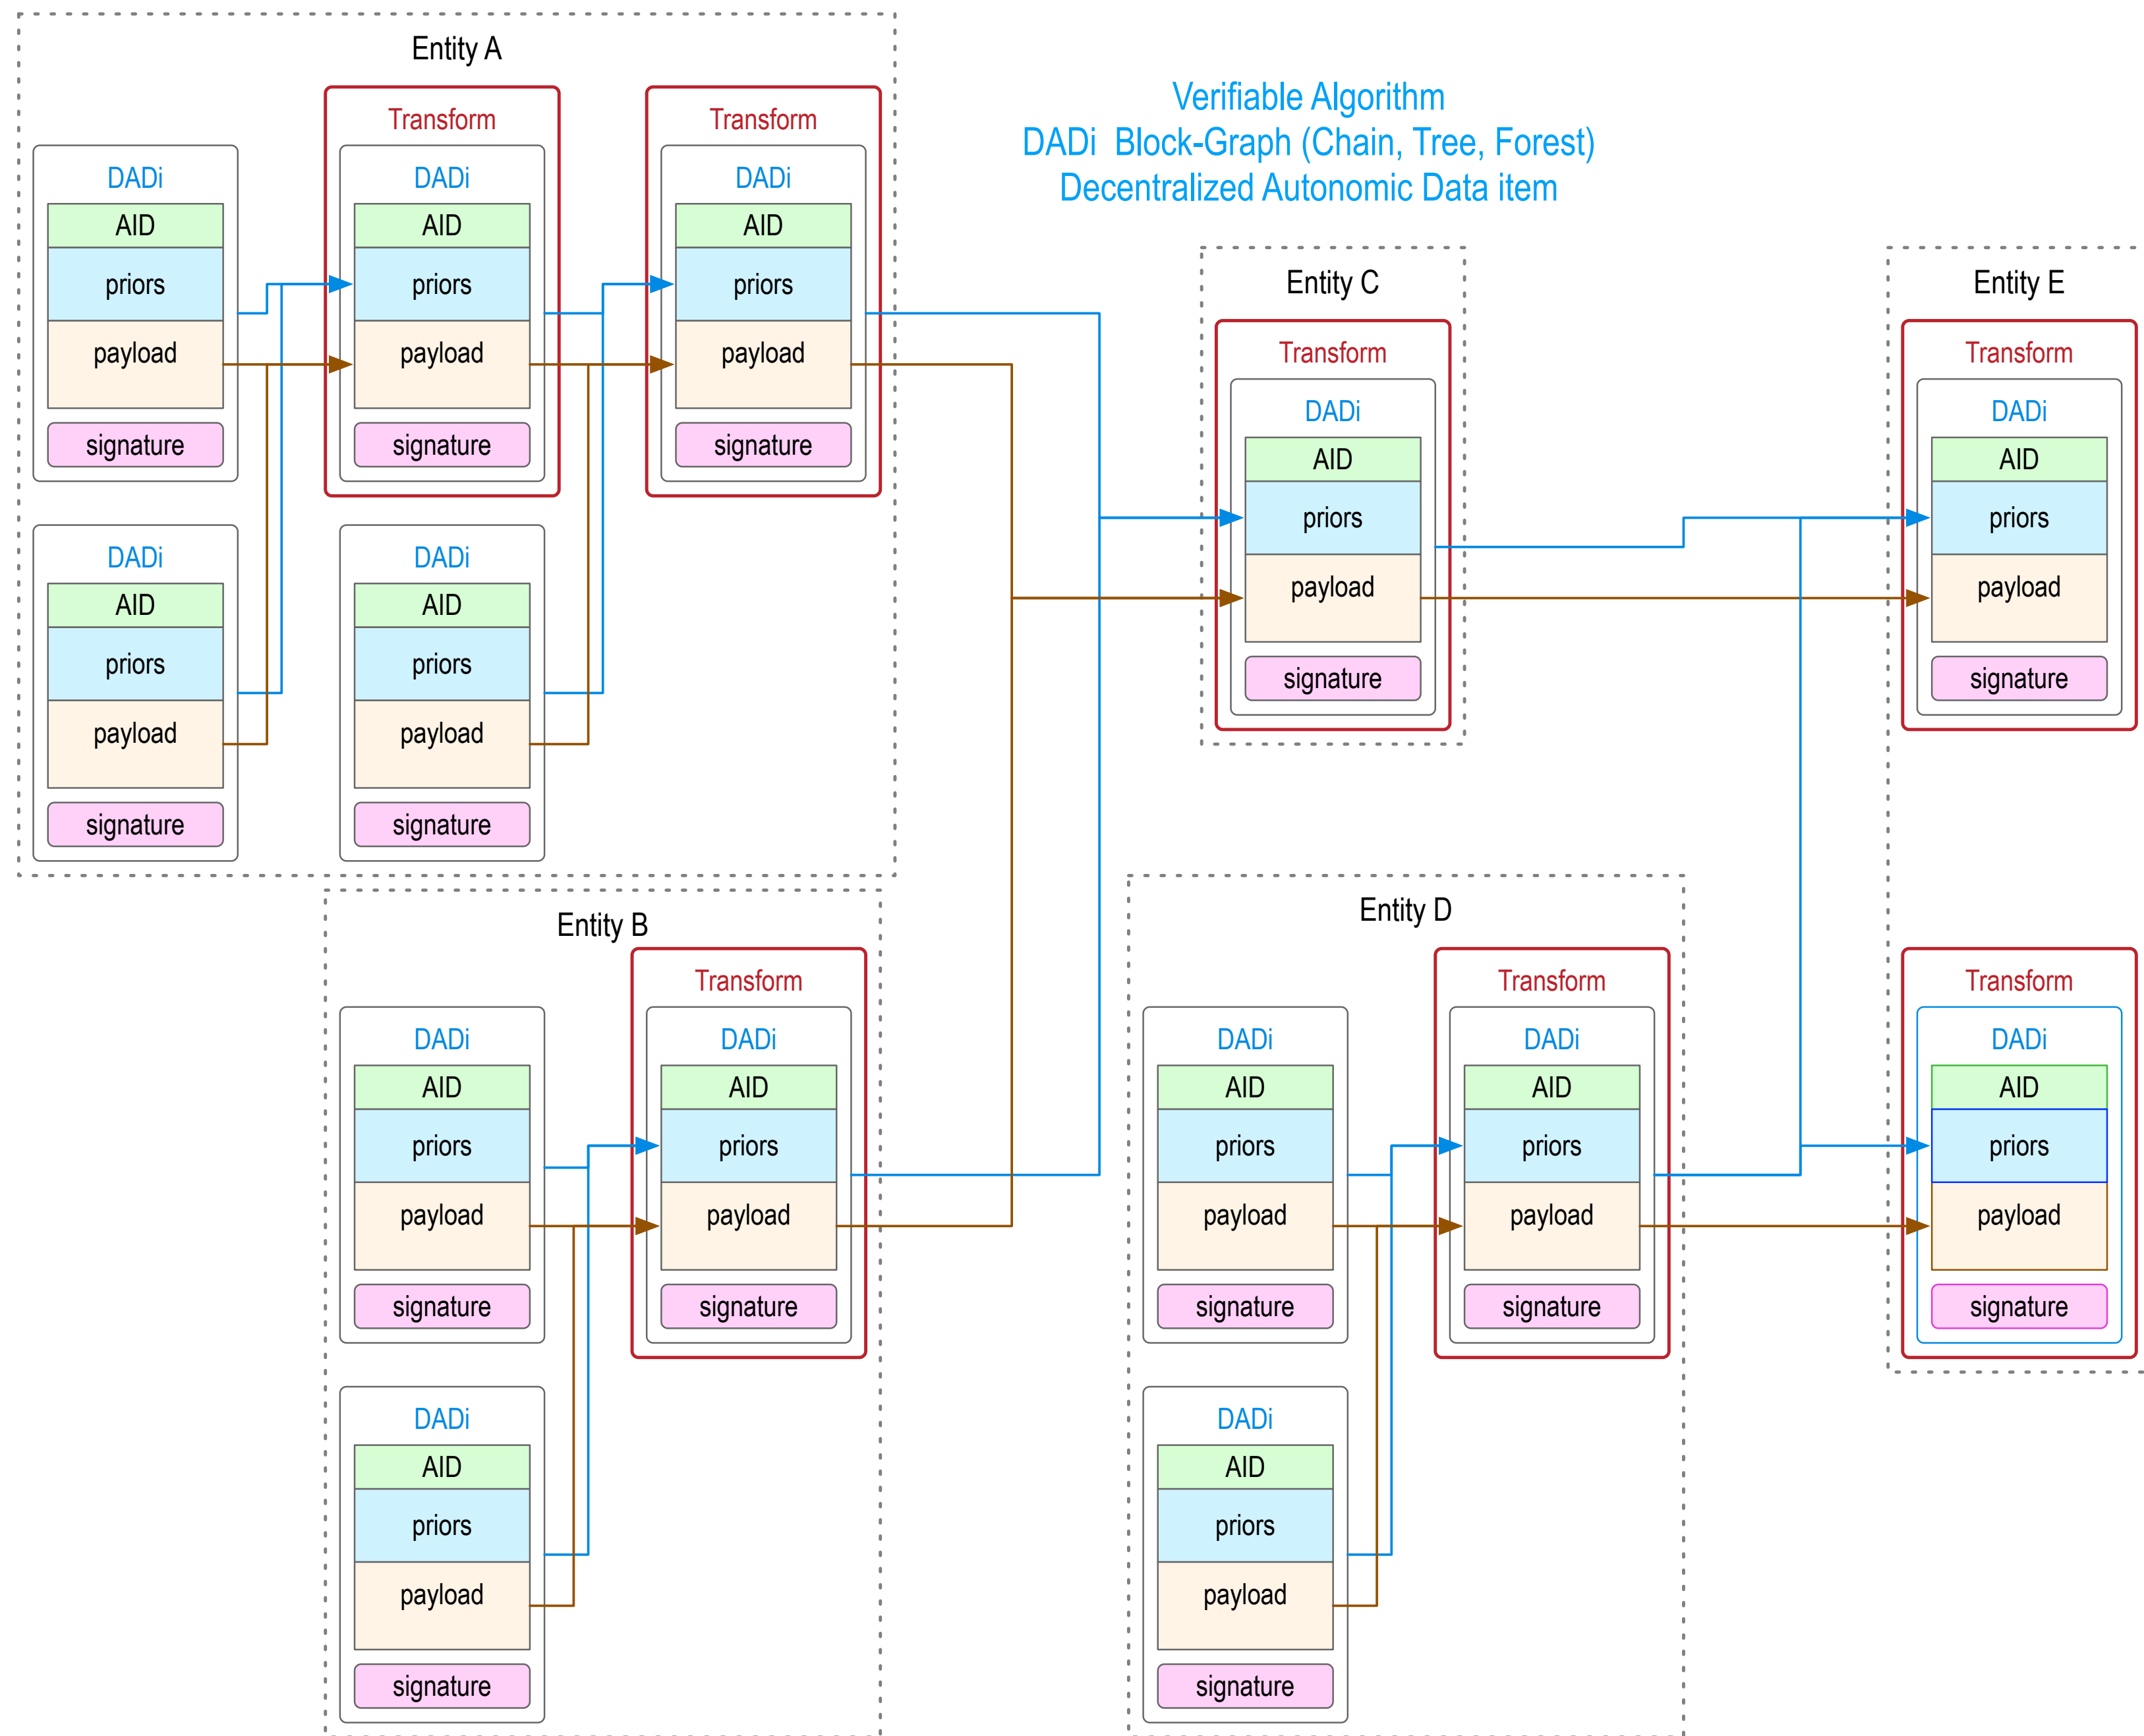 Entity A
Transform
DADi
AID
priors
payload
signature
Transform
DADi
AID
priors
payload
signature
DADi
AID
priors
payload
signature
DADi
AID
priors
payload
signature
DADi
AID
priors
payload
signature
Verifiable Algorithm
DADi Block-Graph (Chain, Tree, Forest)
Decentralized Autonomic Data item
Entity C
Transform
DADi
AID
priors
payload
signature
Entity E
Transform
DADi
AID
priors
payload
signature
Entity B
DADi
AID
priors
payload
signature
Transform
DADi
AID
priors
payload
signature
DADi
AID
priors
payload
signature
Entity D
DADi
AID
priors
payload
signature
Transform
DADi
AID
priors
payload
signature
DADi
AID
priors
payload
signature
Transform
DADi
AID
priors
payload
signature